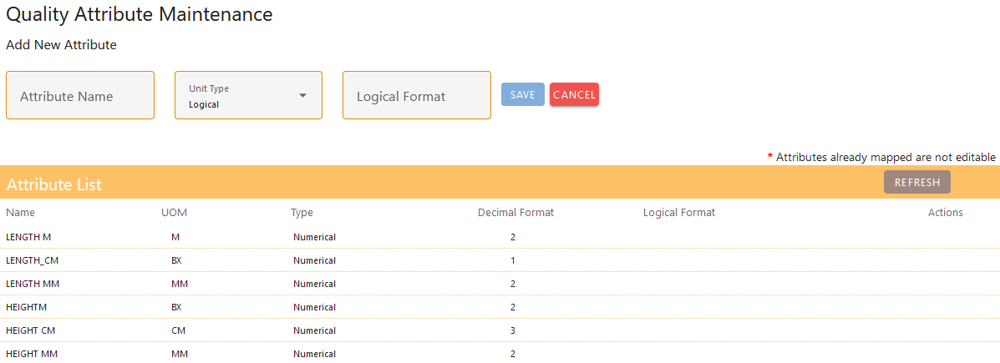 Quality Attribute Maintenance
Add New Attribute
Attribute Name
Unit Type
Logical
Logical Format
SAVE
CANCEL
* Attributes already mapped are not editable
Attribute List
REFRESH
Name UOM Type Decimal Format Logical Format Actions
LENGTH M M Numerical 2
LENGTH_CM BX Numerical 1
LENGTH MM MM Numerical 2
HEIGHTM BX Numerical 2
HEIGHT CM CM Numerical 3
HEIGHT MM MM Numerical 2